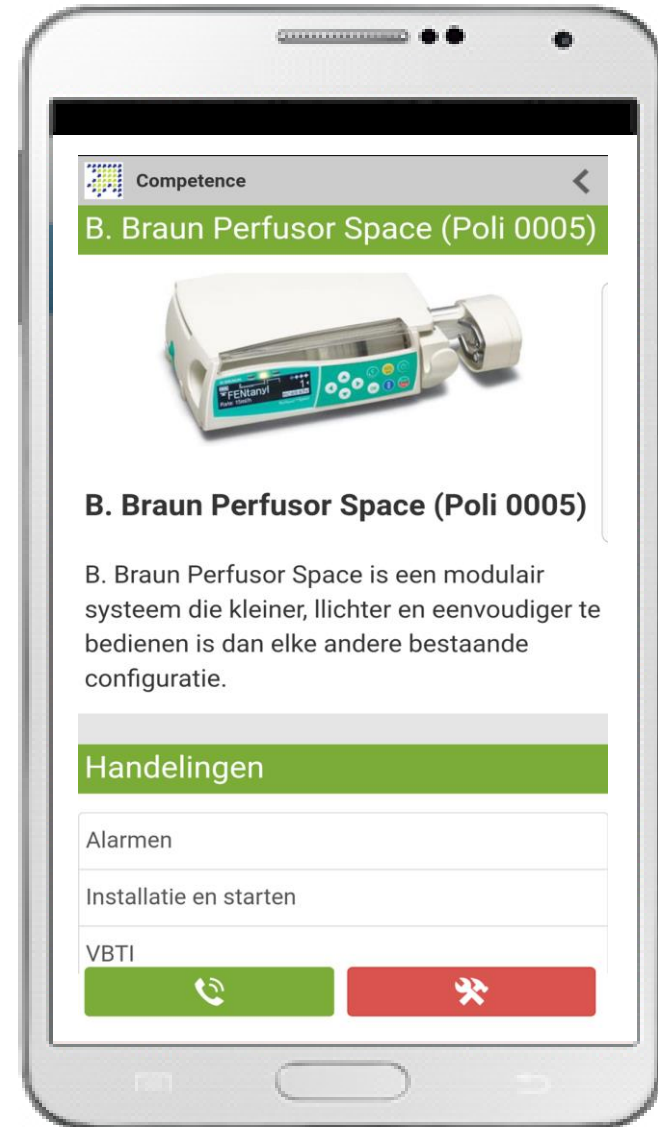 Competence
B. Braun Perfusor Space (Poli 0005)
FENtanyl
B. Braun Perfusor Space (Poli 0005)
B. Braun Perfusor Space is een modulair
systeem die kleiner, llichter en eenvoudiger te
bedienen is dan elke andere bestaande
configuratie.
Handelingen
Alarmen
Installatie en starten
VBTI